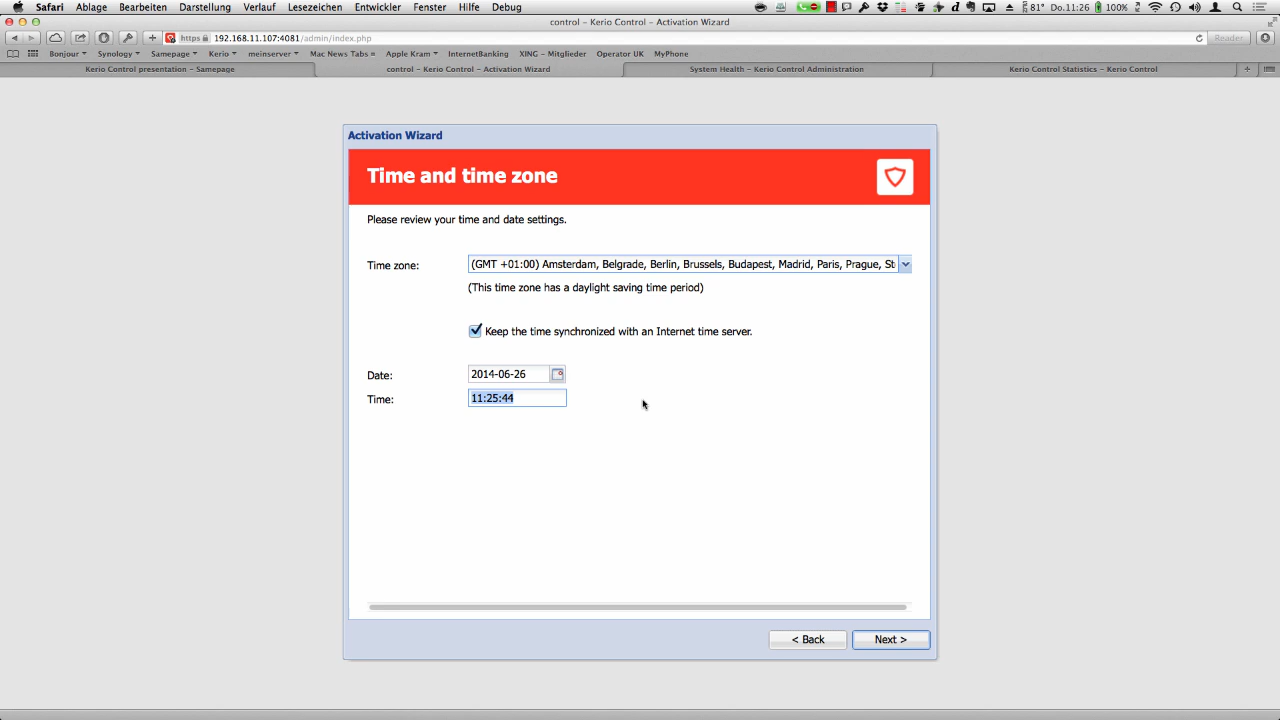 Safari Ablage Bearbeiten Darstellung Verlauf Lesezeichen Entwickler Fenster Hilfe Debug 81° Do.11:26 100%
control – Kerio Control – Activation Wizard
https 192.168.11.107:4081/admin/index.php Reader
Bonjour Synology Samepage Kerio meinserver Mac News Tabs Apple Kram InternetBanking XING – Mitglieder Operator UK MyPhone
Kerio Control presentation – Samepage control – Kerio Control – Activation Wizard System Health – Kerio Control Administration Kerio Control Statistics – Kerio Control
Activation Wizard
Time and time zone
Please review your time and date settings.
Time zone: (GMT +01:00) Amsterdam, Belgrade, Berlin, Brussels, Budapest, Madrid, Paris, Prague, St
(This time zone has a daylight saving time period)
Keep the time synchronized with an Internet time server.
Date: 2014-06-26
Time: 11:25:44
< Back Next >